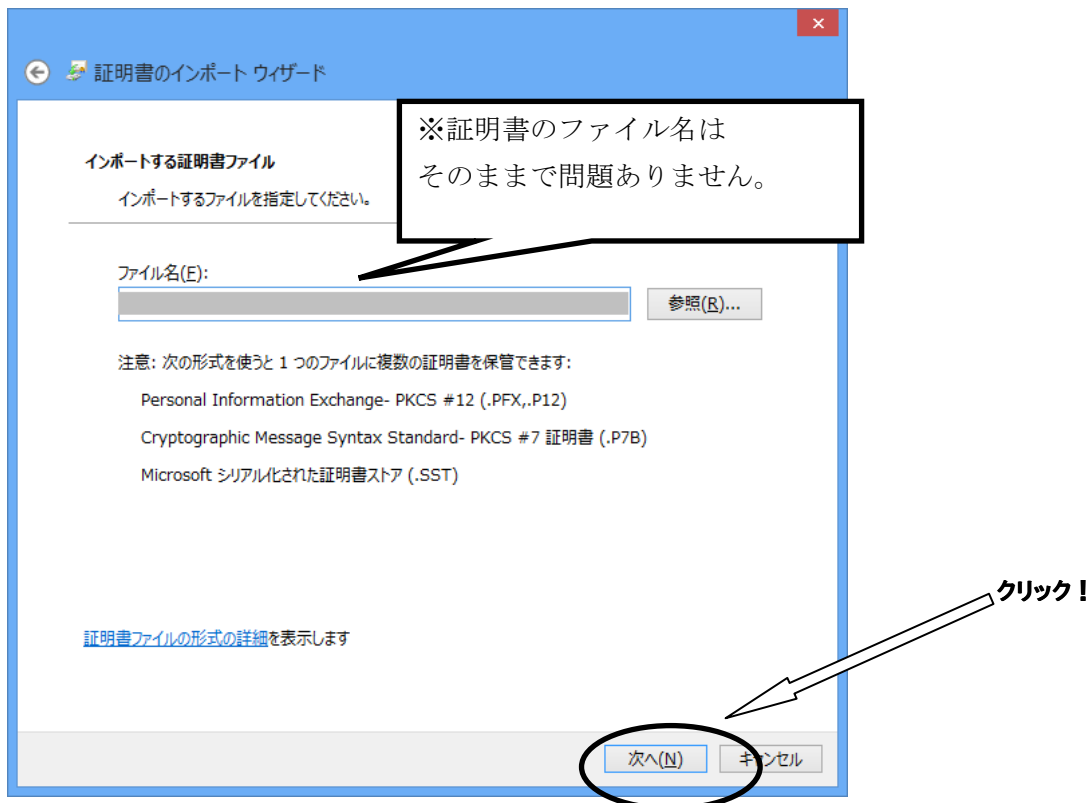 証明書のインポート ウィザード
※証明書のファイル名は
そのままで問題ありません。
インポートする証明書ファイル
インポートするファイルを指定してください。
ファイル名(F):
参照(R)...
注意: 次の形式を使うと 1 つのファイルに複数の証明書を保管できます:
Personal Information Exchange- PKCS #12 (.PFX,.P12)
Cryptographic Message Syntax Standard- PKCS #7 証明書 (.P7B)
Microsoft シリアル化された証明書ストア (.SST)
クリック！
証明書ファイルの形式の詳細を表示します
次へ(N)
キャンセル